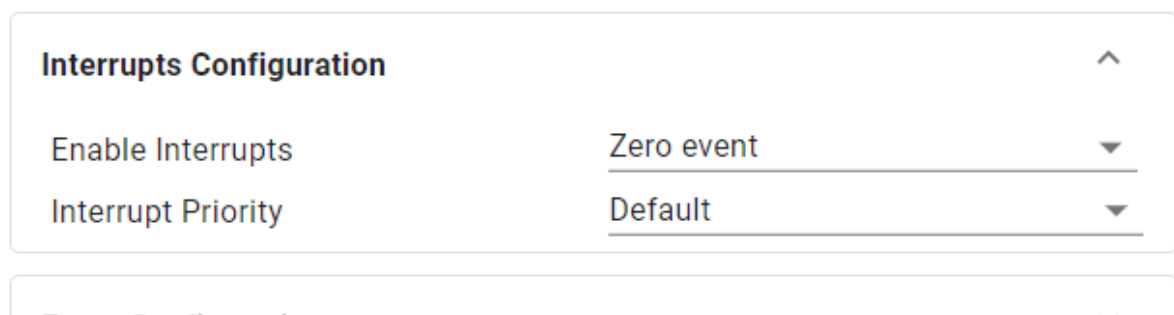 Interrupts Configuration
Enable Interrupts Zero event
Interrupt Priority Default